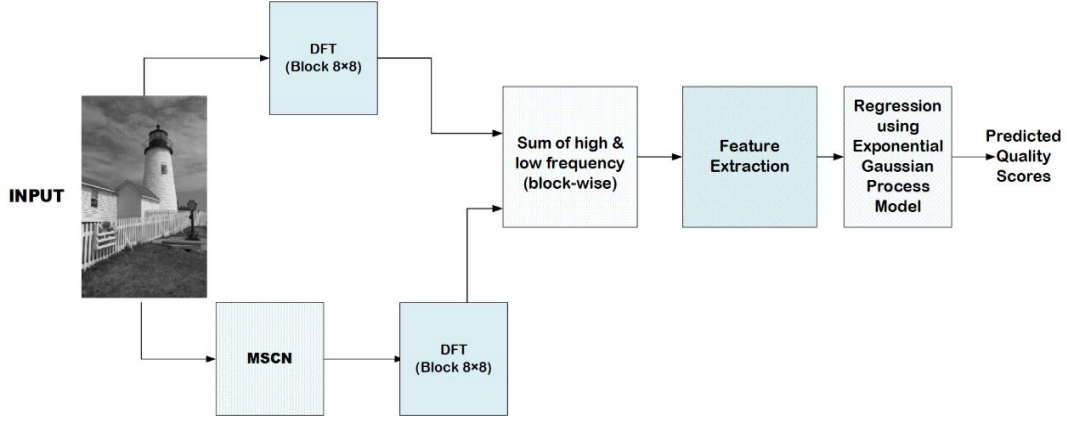 INPUT
DFT
(Block 8×8)
MSCN
DFT
(Block 8×8)
Sum of high &
low frequency
(block-wise)
Feature
Extraction
Regression
using
Exponential
Gaussian
Process
Model
Predicted
Quality
Scores